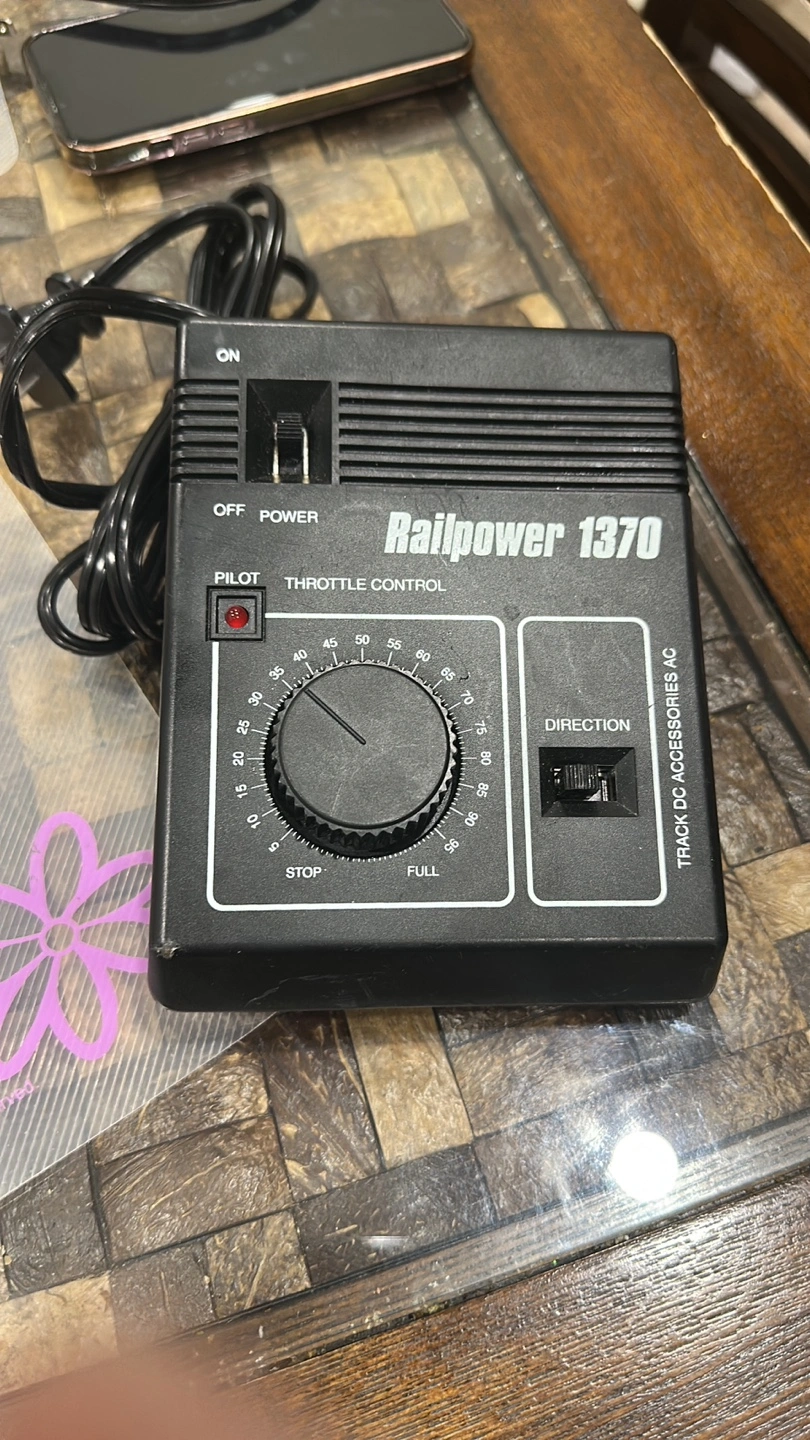 ON
OFF
POWER
Railpower 1370
PILOT
THROTTLE CONTROL
5
10
15
20
25
30
35
40
45
50
55
60
65
70
75
80
85
90
95
STOP
FULL
DIRECTION
TRACK DC ACCESSORIES AC